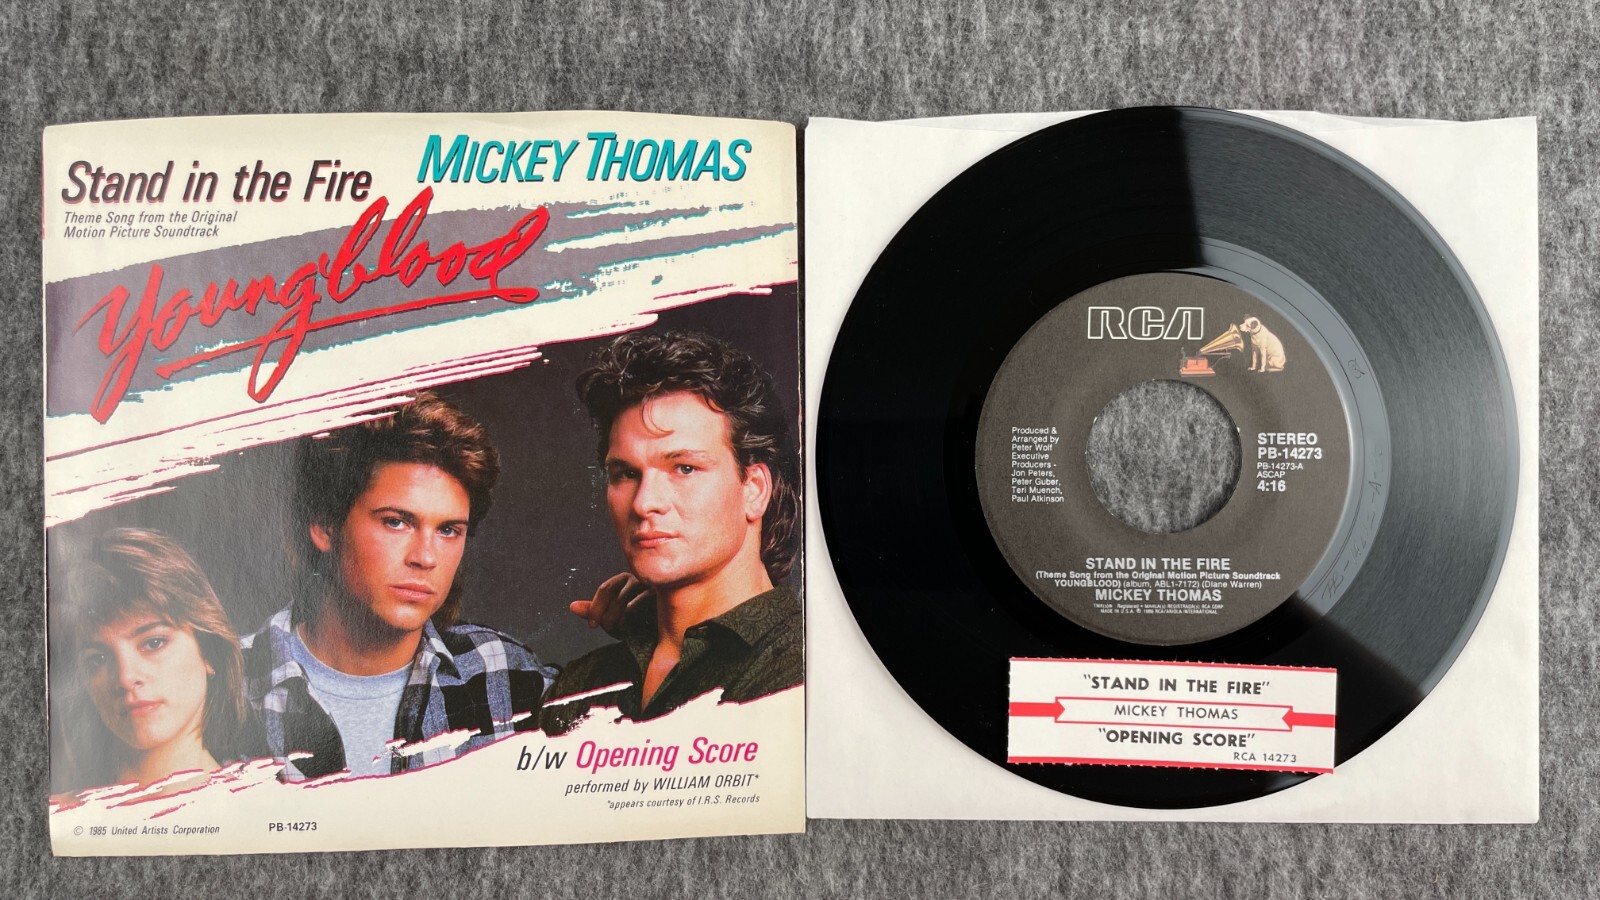 Stand in the Fire
MICKEY THOMAS
Theme Song from the Original
Motion Picture Soundtrack
Youngblood
b/w Opening Score
performed by WILLIAM ORBIT*
*appears courtesy of I.R.S. Records
© 1985 United Artists Corporation
PB-14273
RCA
Produced &
Arranged by
Peter Wolf
Executive
Producers -
Jon Peters,
Peter Guber,
Teri Muench,
Paul Atkinson
STEREO
PB-14273
PB-14273-A
ASCAP
4:16
STAND IN THE FIRE
(Theme Song from the Original Motion Picture Soundtrack
YOUNGBLOOD) (album, ABL1-7172) (Diane Warren)
MICKEY THOMAS
"STAND IN THE FIRE"
MICKEY THOMAS
"OPENING SCORE"
RCA 14273